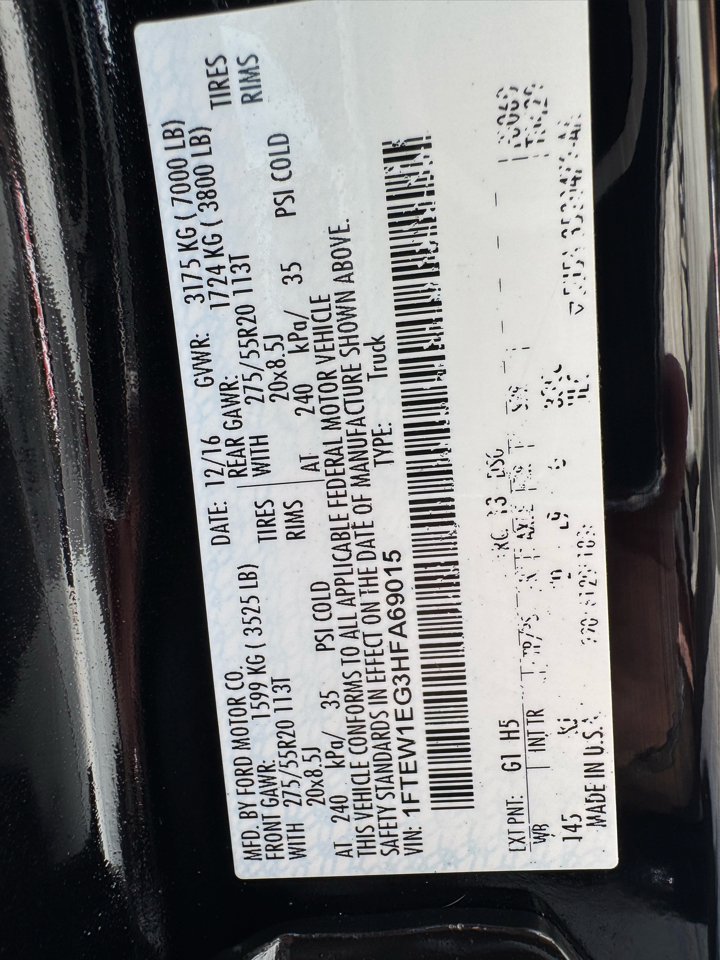 MFD. BY FORD MOTOR CO. DATE: 12/16 GVWR: 3175 KG ( 7000 LB)
FRONT GAWR: 1599 KG ( 3525 LB) REAR GAWR: 1724 KG ( 3800 LB)
WITH 275/55R20 113T TIRES WITH 275/55R20 113T TIRES
20x8.5J RIMS 20x8.5J RIMS
AT 240 kPa/ 35 PSI COLD AT 240 kPa/ 35 PSI COLD
THIS VEHICLE CONFORMS TO ALL APPLICABLE FEDERAL MOTOR VEHICLE
SAFETY STANDARDS IN EFFECT ON THE DATE OF MANUFACTURE SHOWN ABOVE.
VIN: 1FTEW1EG3HFA69015 TYPE: Truck
EXT PNT: G1 H5 13 DSO
WB INT TR
145
MADE IN U.S.A.